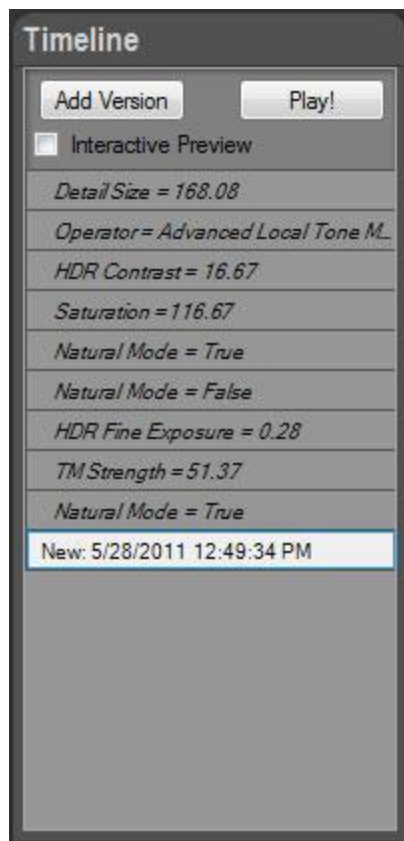 Timeline
Add Version Play!
Interactive Preview
Detail Size = 168.08
Operator = Advanced Local Tone M...
HDR Contrast = 16.67
Saturation = 116.67
Natural Mode = True
Natural Mode = False
HDR Fine Exposure = 0.28
TM Strength = 51.37
Natural Mode = True
New: 5/28/2011 12:49:34 PM